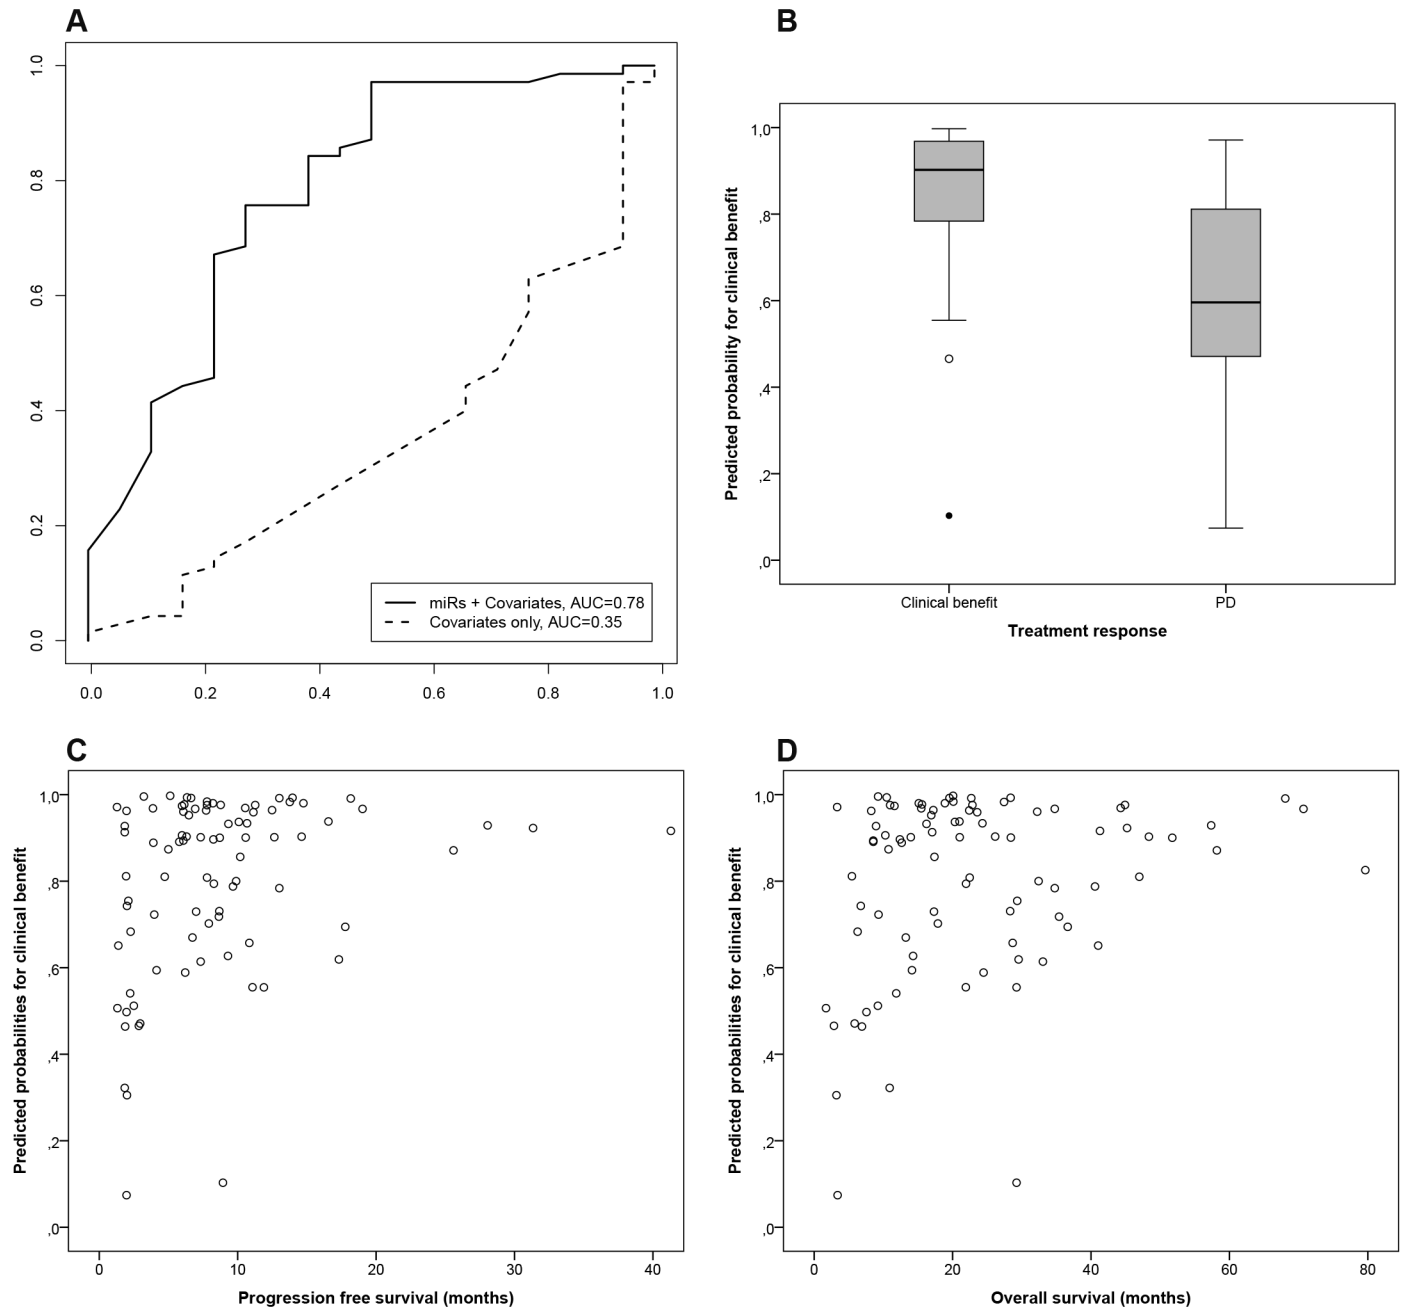 A
1.0
0.8
0.6
0.4
0.2
0.0
miRs + Covariates, AUC=0.78
Covariates only, AUC=0.35
0.0 0.2 0.4 0.6 0.8 1.0
B
Predicted probability for clinical benefit
1,0
,8
,6
,4
,2
,0
Clinical benefit PD
Treatment response
C
Predicted probabilities for clinical benefit
1,0
,8
,6
,4
,2
,0
0 10 20 30 40
Progression free survival (months)
D
Predicted probabilities for clinical benefit
1,0
,8
,6
,4
,2
,0
0 20 40 60 80
Overall survival (months)